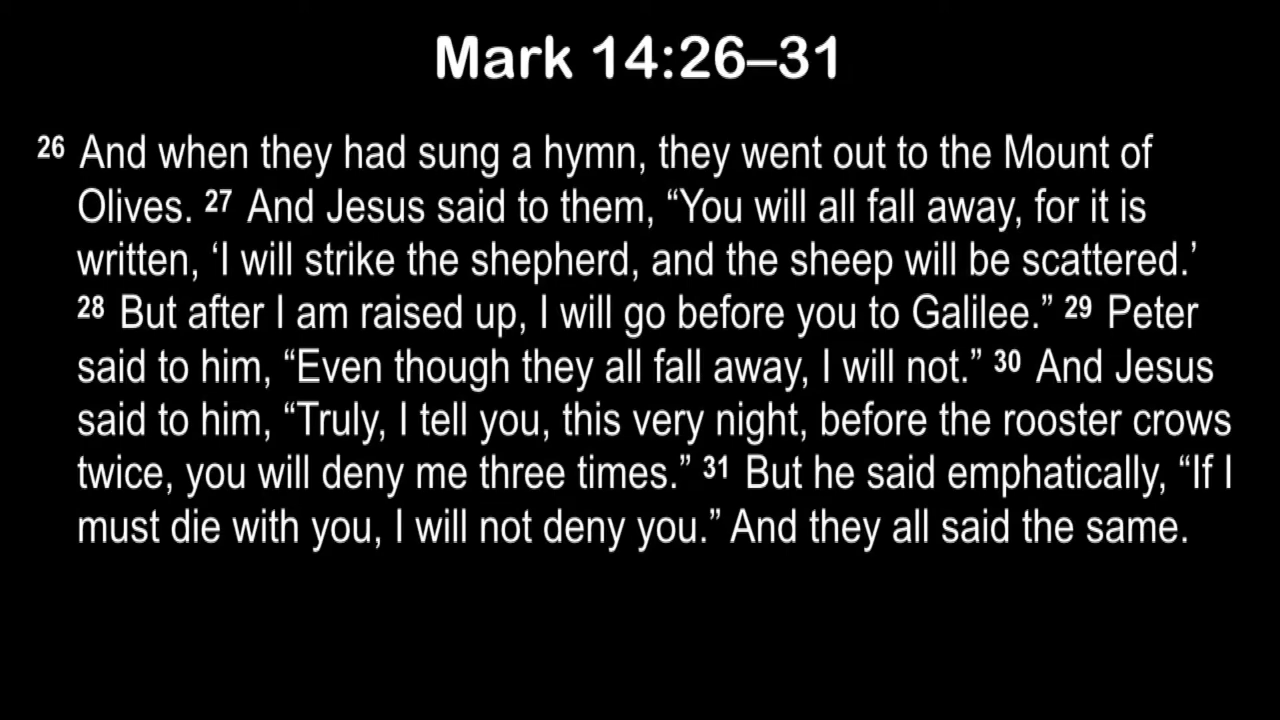 Mark 14:26–31
26 And when they had sung a hymn, they went out to the Mount of
Olives. 27 And Jesus said to them, “You will all fall away, for it is
written, ‘I will strike the shepherd, and the sheep will be scattered.’
28 But after I am raised up, I will go before you to Galilee.” 29 Peter
said to him, “Even though they all fall away, I will not.” 30 And Jesus
said to him, “Truly, I tell you, this very night, before the rooster crows
twice, you will deny me three times.” 31 But he said emphatically, “If I
must die with you, I will not deny you.” And they all said the same.